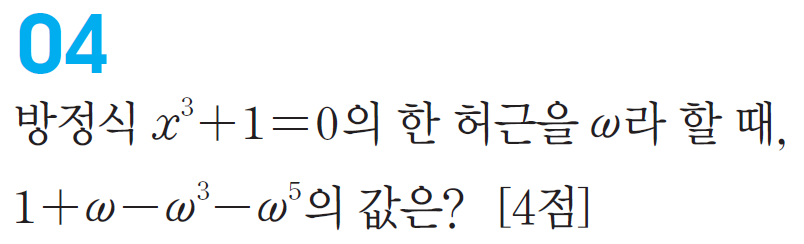 04
방정식 x³+1=0의 한 허근을 ω라 할 때,
1+ω-ω³-ω⁵의 값은? [4점]